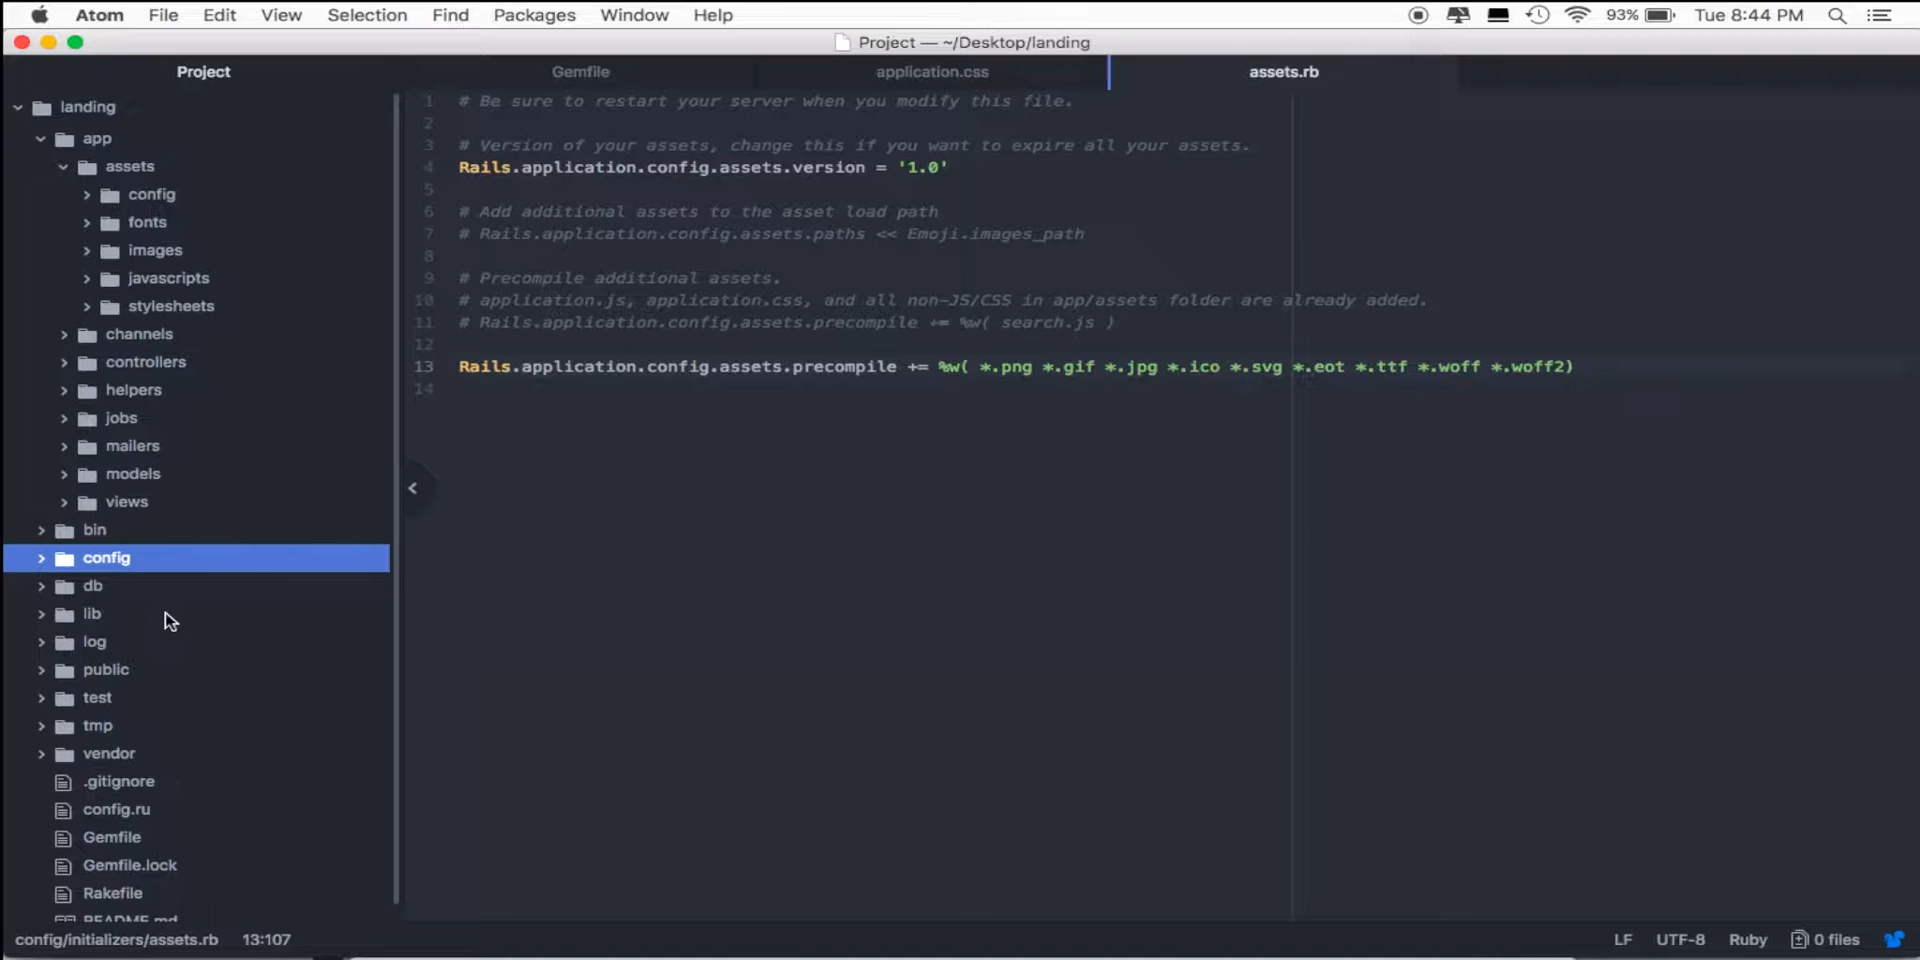 Atom File Edit View Selection Find Packages Window Help 93% Tue 8:44 PM
Project — ~/Desktop/landing
Project Gemfile application.css assets.rb
landing
app
assets
config
fonts
images
javascripts
stylesheets
channels
controllers
helpers
jobs
mailers
models
views
bin
config
db
lib
log
public
test
tmp
vendor
.gitignore
config.ru
Gemfile
Gemfile.lock
Rakefile
README.md
1 # Be sure to restart your server when you modify this file.
2
3 # Version of your assets, change this if you want to expire all your assets.
4 Rails.application.config.assets.version = '1.0'
5
6 # Add additional assets to the asset load path
7 # Rails.application.config.assets.paths << Emoji.images_path
8
9 # Precompile additional assets.
10 # application.js, application.css, and all non-JS/CSS in app/assets folder are already added.
11 # Rails.application.config.assets.precompile += %w( search.js )
12
13 Rails.application.config.assets.precompile += %w( *.png *.gif *.jpg *.ico *.svg *.eot *.ttf *.woff *.woff2)
14
config/initializers/assets.rb 13:107 LF UTF-8 Ruby 0 files